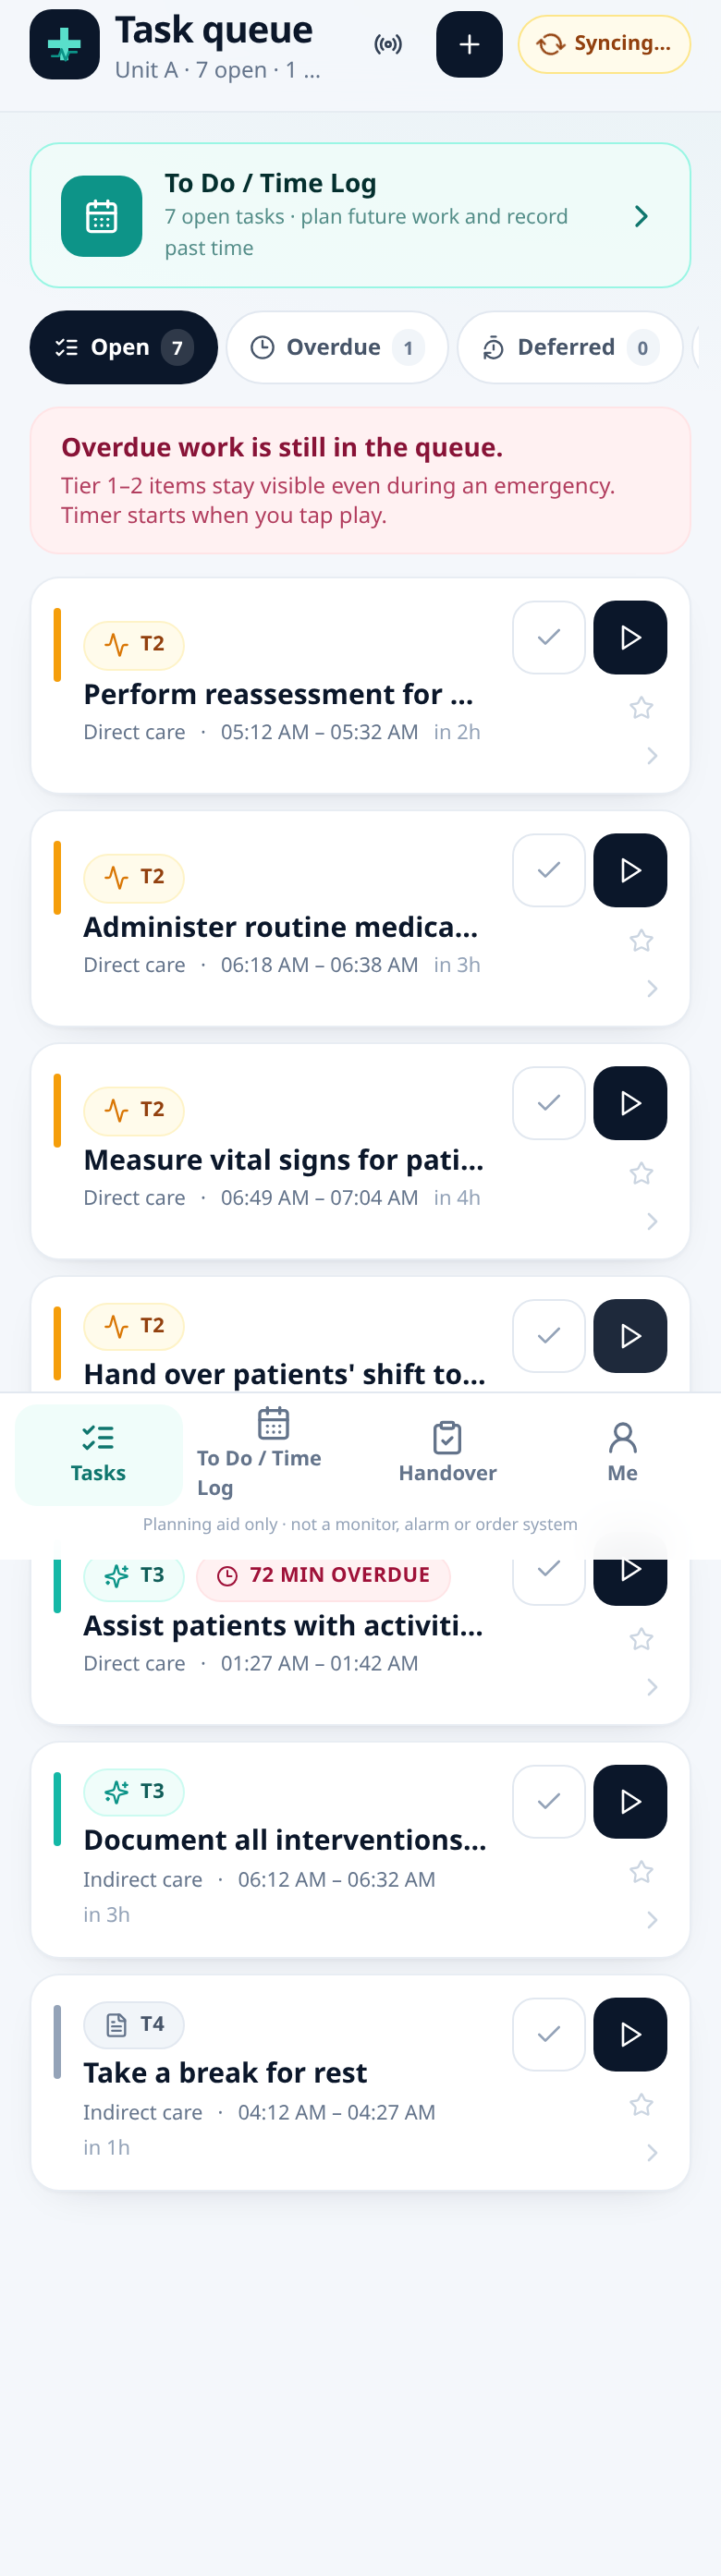 Task queue
Unit A · 7 open · 1 ...
Syncing...
To Do / Time Log
7 open tasks · plan future work and record
past time
Open 7
Overdue 1
Deferred 0
Overdue work is still in the queue.
Tier 1–2 items stay visible even during an emergency.
Timer starts when you tap play.
T2
Perform reassessment for ...
Direct care · 05:12 AM – 05:32 AM in 2h
T2
Administer routine medica...
Direct care · 06:18 AM – 06:38 AM in 3h
T2
Measure vital signs for pati...
Direct care · 06:49 AM – 07:04 AM in 4h
T2
Hand over patients' shift to...
Tasks
To Do / Time
Log
Handover
Me
Planning aid only · not a monitor, alarm or order system
T3 72 MIN OVERDUE
Assist patients with activiti...
Direct care · 01:27 AM – 01:42 AM
T3
Document all interventions...
Indirect care · 06:12 AM – 06:32 AM
in 3h
T4
Take a break for rest
Indirect care · 04:12 AM – 04:27 AM
in 1h